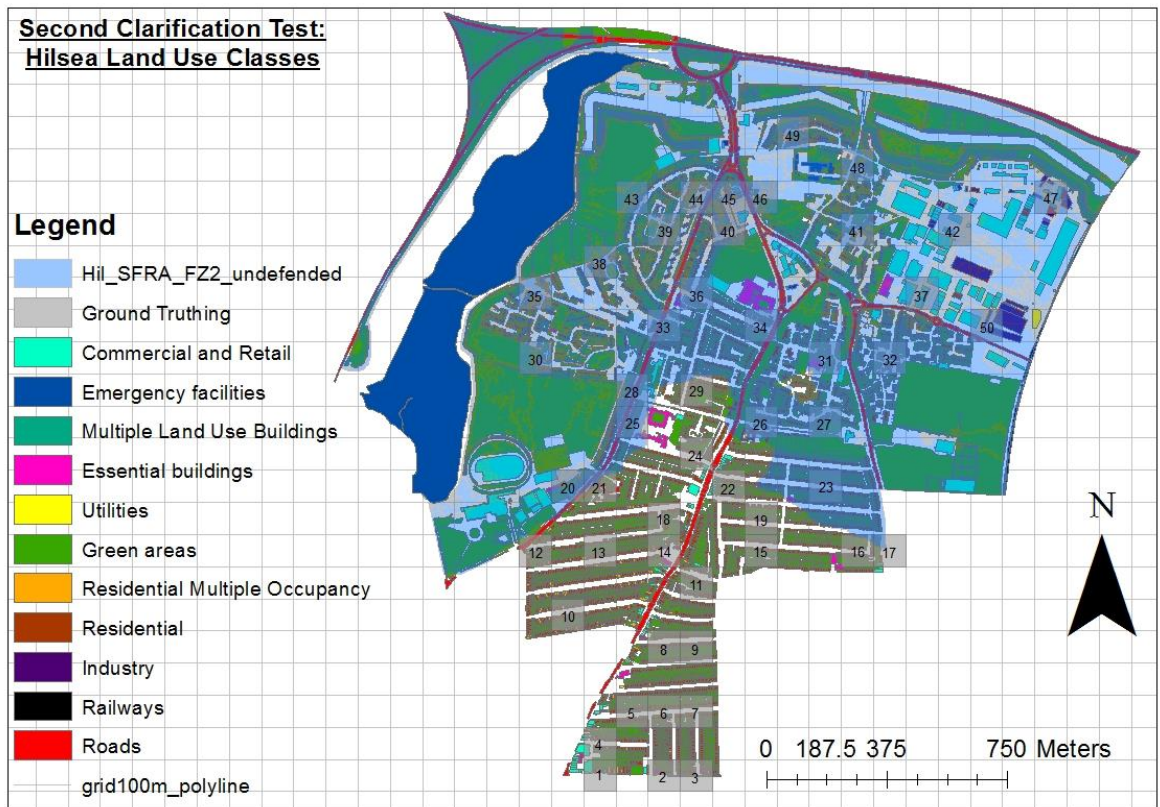 Second Clarification Test:
Hilsea Land Use Classes
Legend
Hil_SFRA_FZ2_undefended
Ground Truthing
Commercial and Retail
Emergency facilities
Multiple Land Use Buildings
Essential buildings
Utilities
Green areas
Residential Multiple Occupancy
Residential
Industry
Railways
Roads
grid100m_polyline
49
48
43 44 45 46 47
39 40 41 42
38
35 36 37
33 34 50
30 31 32
28 29
25 26 27
24
20 21 22 23
18 19
12 13 14 15 16 17
11
10
8 9
5 6 7
4
1 2 3
N
0 187.5 375 750 Meters